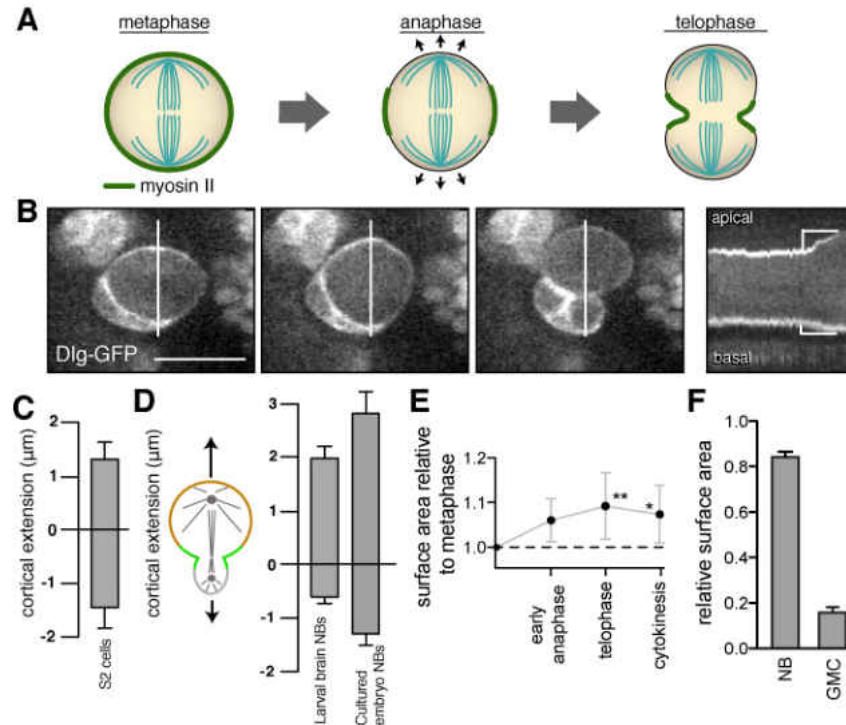 A
metaphase
anaphase
telophase
myosin II
B
Dlg-GFP
apical
basal
C
cortical extension (µm)
2
1
0
-1
-2
S2 cells
D
cortical extension (µm)
3
2
1
0
-1
-2
Larval brain NBs
Cultured
embryo NBs
E
surface area relative
to metaphase
1.2
1.1
1.0
**
*
early
anaphase
telophase
cytokinesis
F
relative surface area
1.0
0.8
0.6
0.4
0.2
0.0
NB
GMC